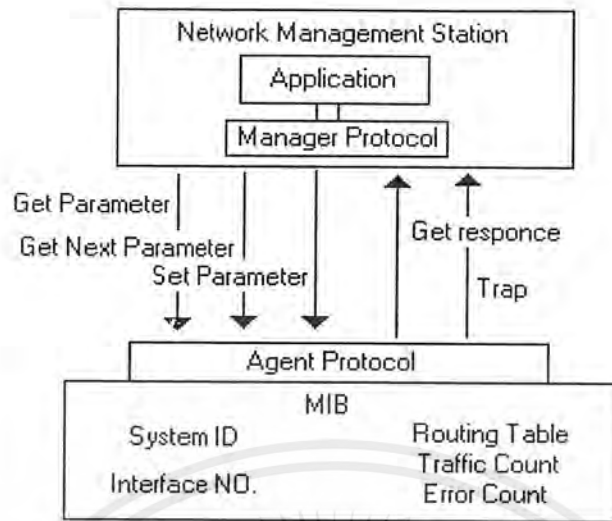 Network Management Station
Application
Manager Protocol
Get Parameter
Get Next Parameter
Set Parameter
Get responce
Trap
Agent Protocol
MIB
System ID
Interface NO.
Routing Table
Traffic Count
Error Count